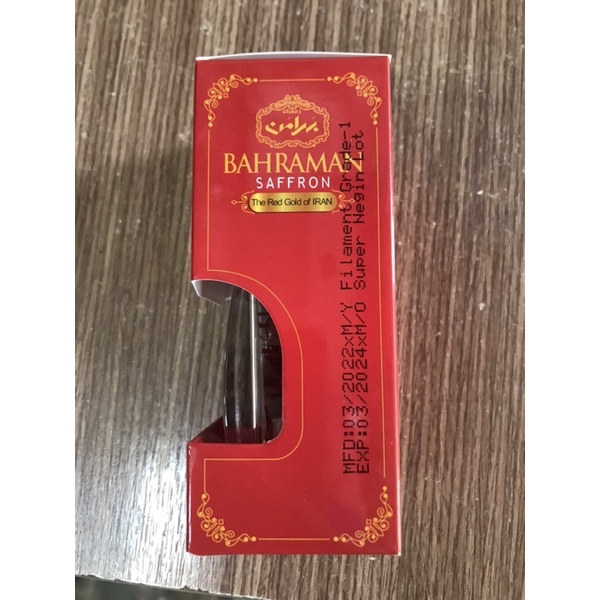 بهرامن
BAHRAMAN
SAFFRON
The Red Gold of IRAN
MFD:03/2022xM/Y Filament Grade-1
EXP:03/2024xM/O Super Negin Lot